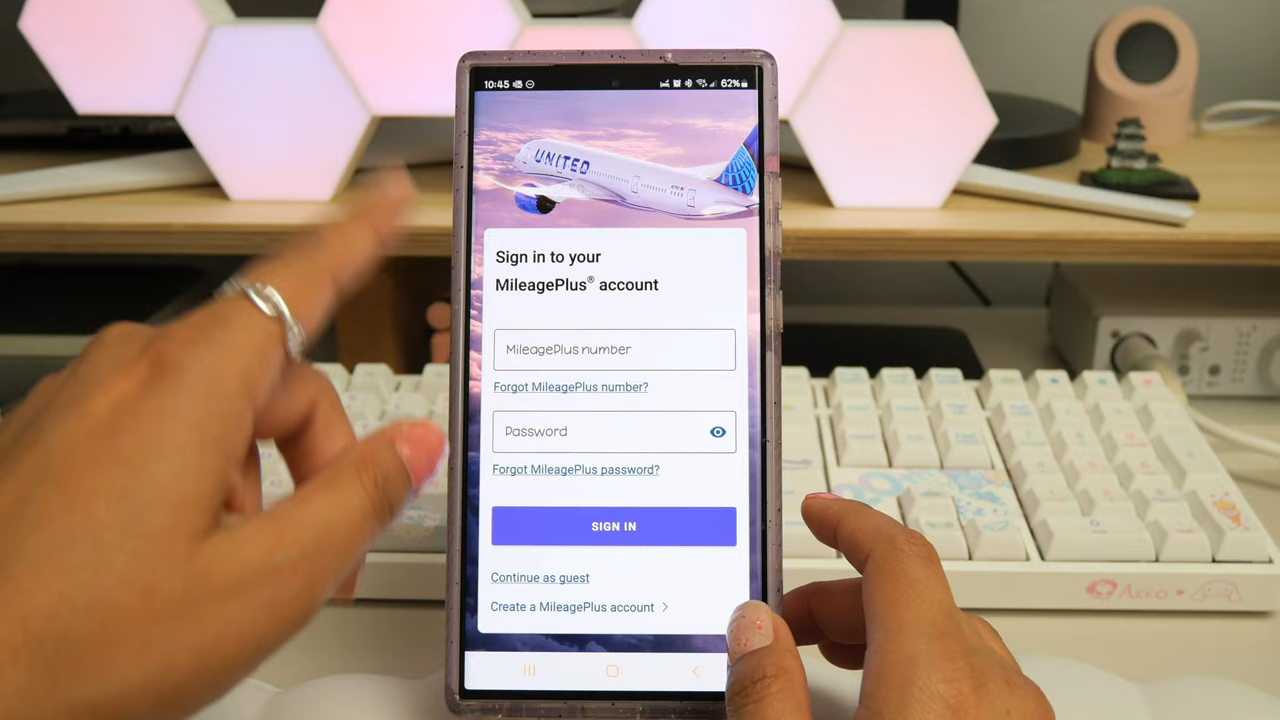 10:45
62%
UNITED
Sign in to your
MileagePlus® account
MileagePlus number
Forgot MileagePlus number?
Password
Forgot MileagePlus password?
SIGN IN
Continue as guest
Create a MileagePlus account
AKKO